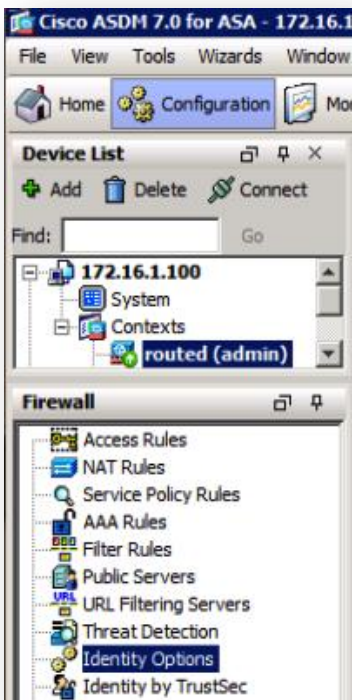 Cisco ASDM 7.0 for ASA - 172.16.1
File View Tools Wizards Window
Home Configuration Mo
Device List
Add Delete Connect
Find: Go
172.16.1.100
System
Contexts
routed (admin)
Firewall
Access Rules
NAT Rules
Service Policy Rules
AAA Rules
Filter Rules
Public Servers
URL Filtering Servers
Threat Detection
Identity Options
Identity by TrustSec